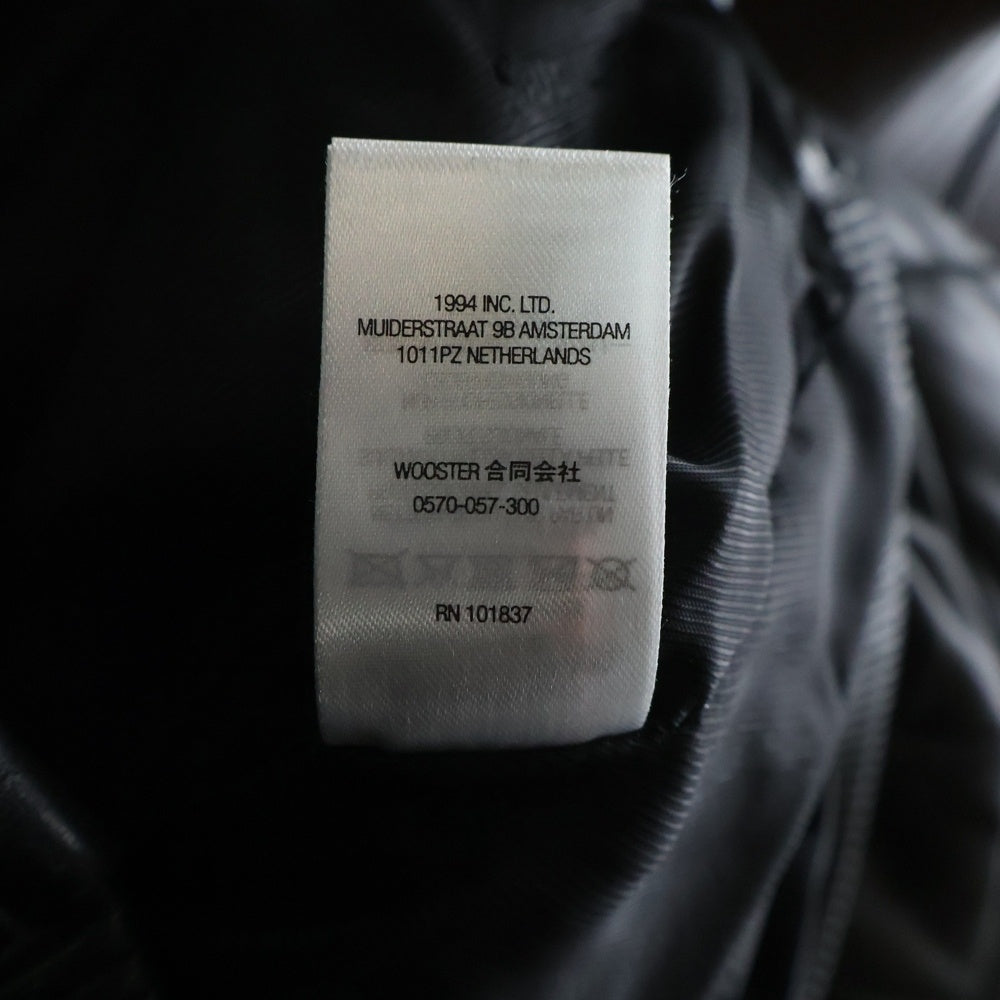 1994 INC. LTD.
MUIDERSTRAAT 9B AMSTERDAM
1011PZ NETHERLANDS
WOOSTER 合同会社
0570-057-300
RN 101837